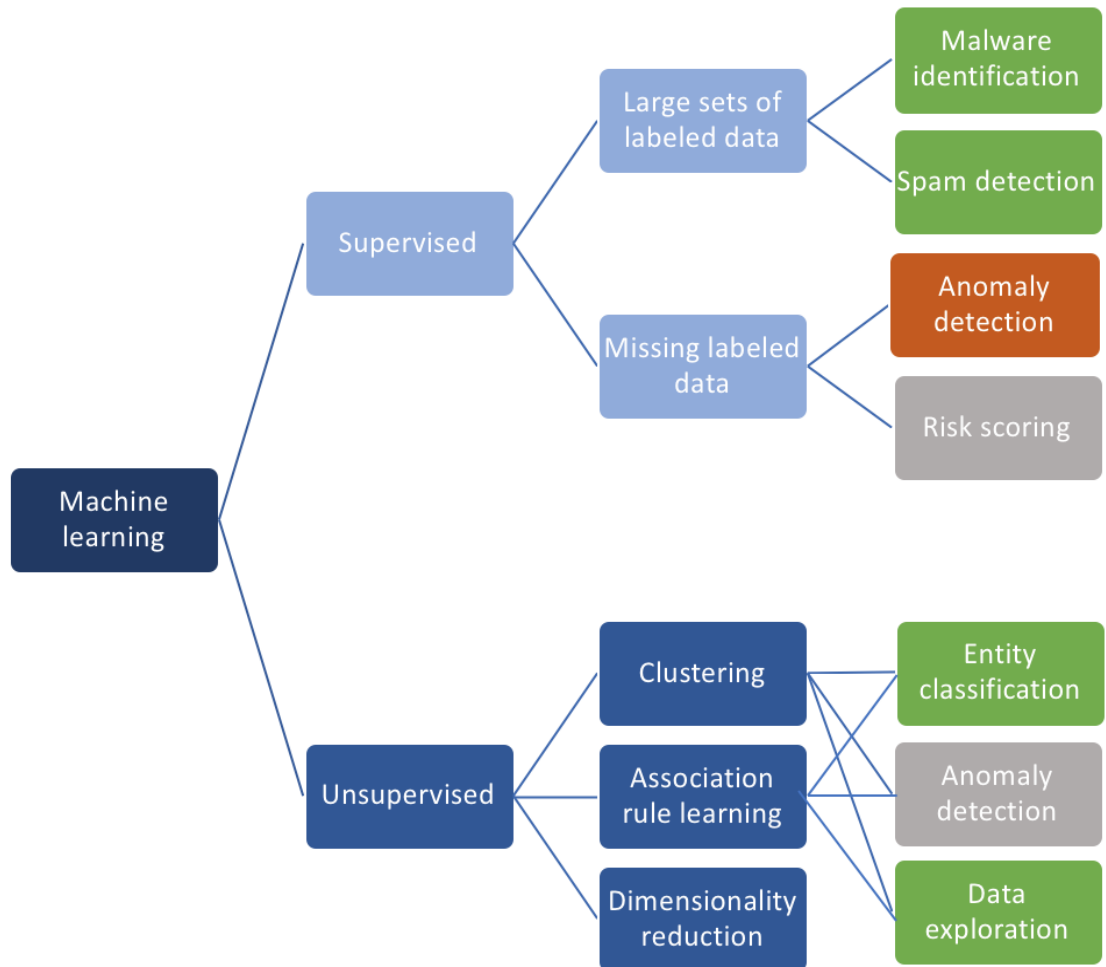 Malware
identification
Large sets of
labeled data
Spam detection
Supervised
Anomaly
detection
Missing labeled
data
Risk scoring
Machine
learning
Clustering
Entity
classification
Unsupervised
Association
rule learning
Anomaly
detection
Dimensionality
reduction
Data
exploration